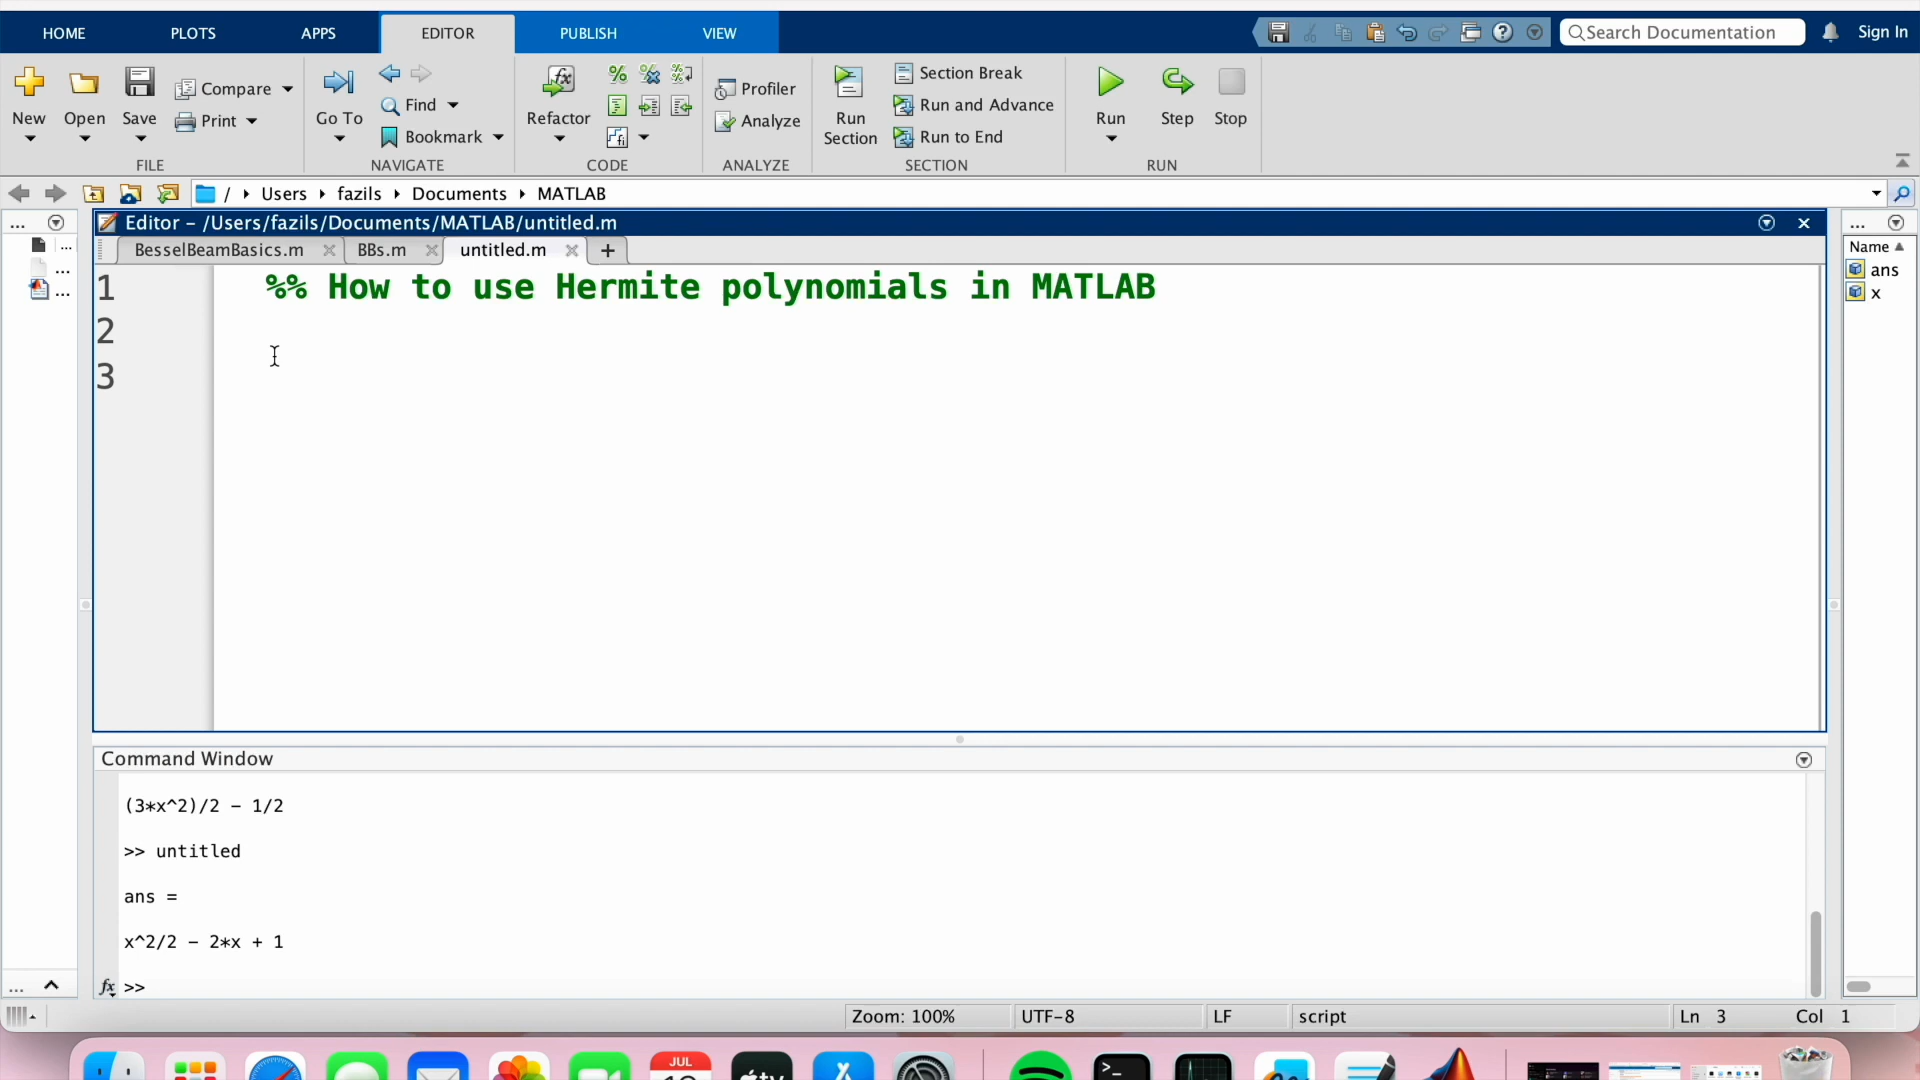 HOME PLOTS APPS EDITOR PUBLISH VIEW Search Documentation Sign In
New Open Save Compare Print
FILE
Go To Find Bookmark
NAVIGATE
Refactor
CODE
Profiler
Analyze
ANALYZE
Run Section
Section Break
Run and Advance
Run to End
SECTION
Run Step Stop
RUN
/ Users fazils Documents MATLAB
... Editor – /Users/fazils/Documents/MATLAB/untitled.m ...
BesselBeamBasics.m BBs.m untitled.m +
Name
ans
x
...
...
...
1 %% How to use Hermite polynomials in MATLAB
2
3
Command Window
(3*x^2)/2 - 1/2
>> untitled
ans =
x^2/2 - 2*x + 1
fx >>
...
Zoom: 100% UTF-8 LF script Ln 3 Col 1
JUL
tv
>_